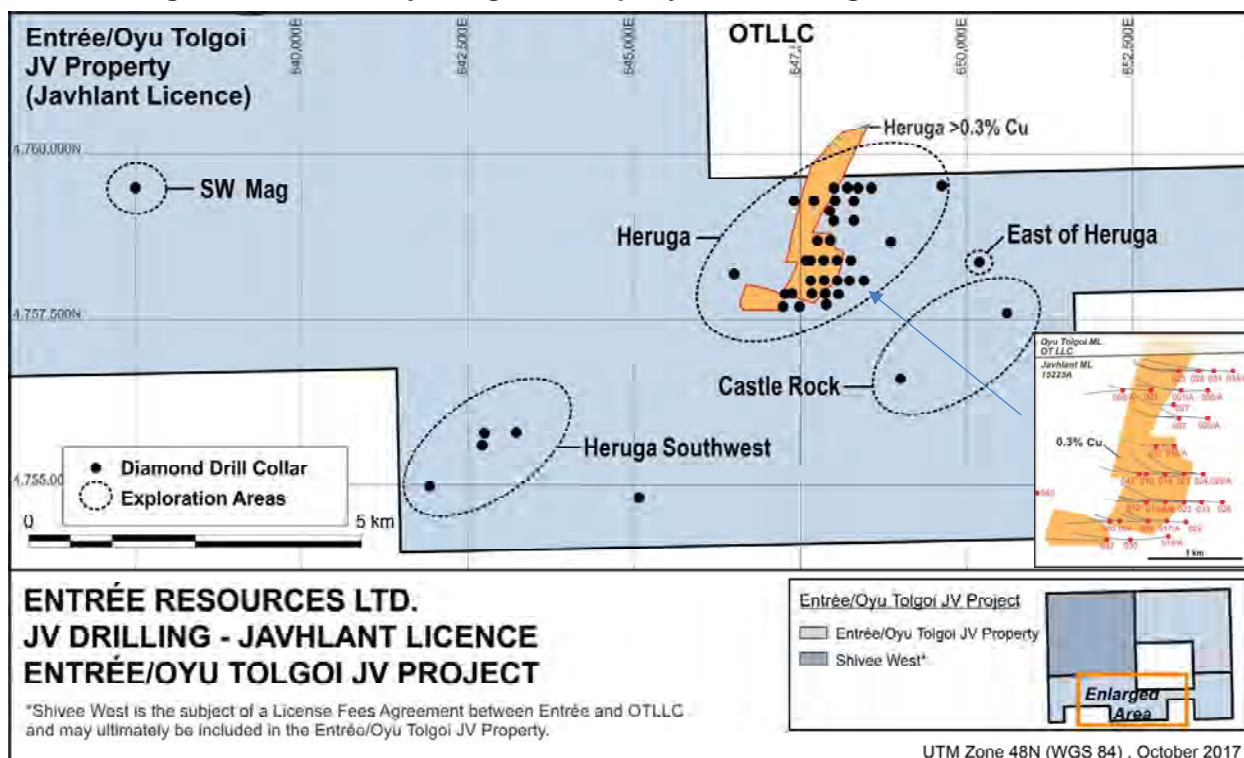 Entrée/Oyu Tolgoi
JV Property
(Javhlant Licence)
640,000E
642,500E
645,000E
OTLLC
650,000E
652,500E
Heruga >0.3% Cu
4,760,000N
SW Mag
Heruga
East of Heruga
4,757,500N
Castle Rock
Heruga Southwest
Diamond Drill Collar
Exploration Areas
0
5 km
Oyu Tolgoi ML
OT LLC
Javhlant ML
15225A
0.3% Cu
1 km
ENTRÉE RESOURCES LTD.
JV DRILLING - JAVHLANT LICENCE
ENTRÉE/OYU TOLGOI JV PROJECT
*Shivee West is the subject of a License Fees Agreement between Entrée and OTLLC
and may ultimately be included in the Entrée/Oyu Tolgoi JV Property.
Entrée/Oyu Tolgoi JV Project
Entrée/Oyu Tolgoi JV Property
Shivee West*
Enlarged
Area
UTM Zone 48N (WGS 84) , October 2017